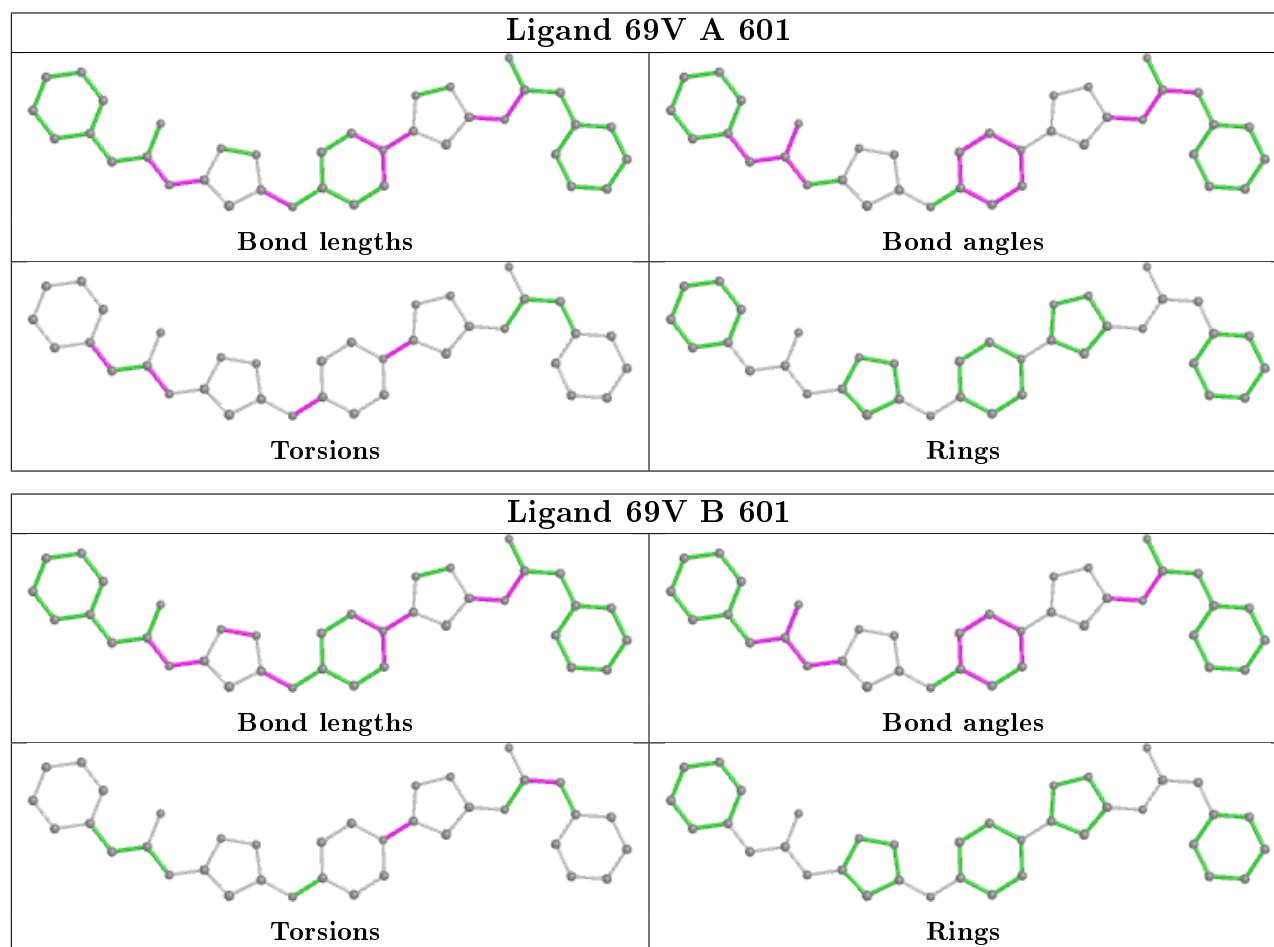 Ligand 69V A 601
Bond lengths
Bond angles
Torsions
Rings
Ligand 69V B 601
Bond lengths
Bond angles
Torsions
Rings